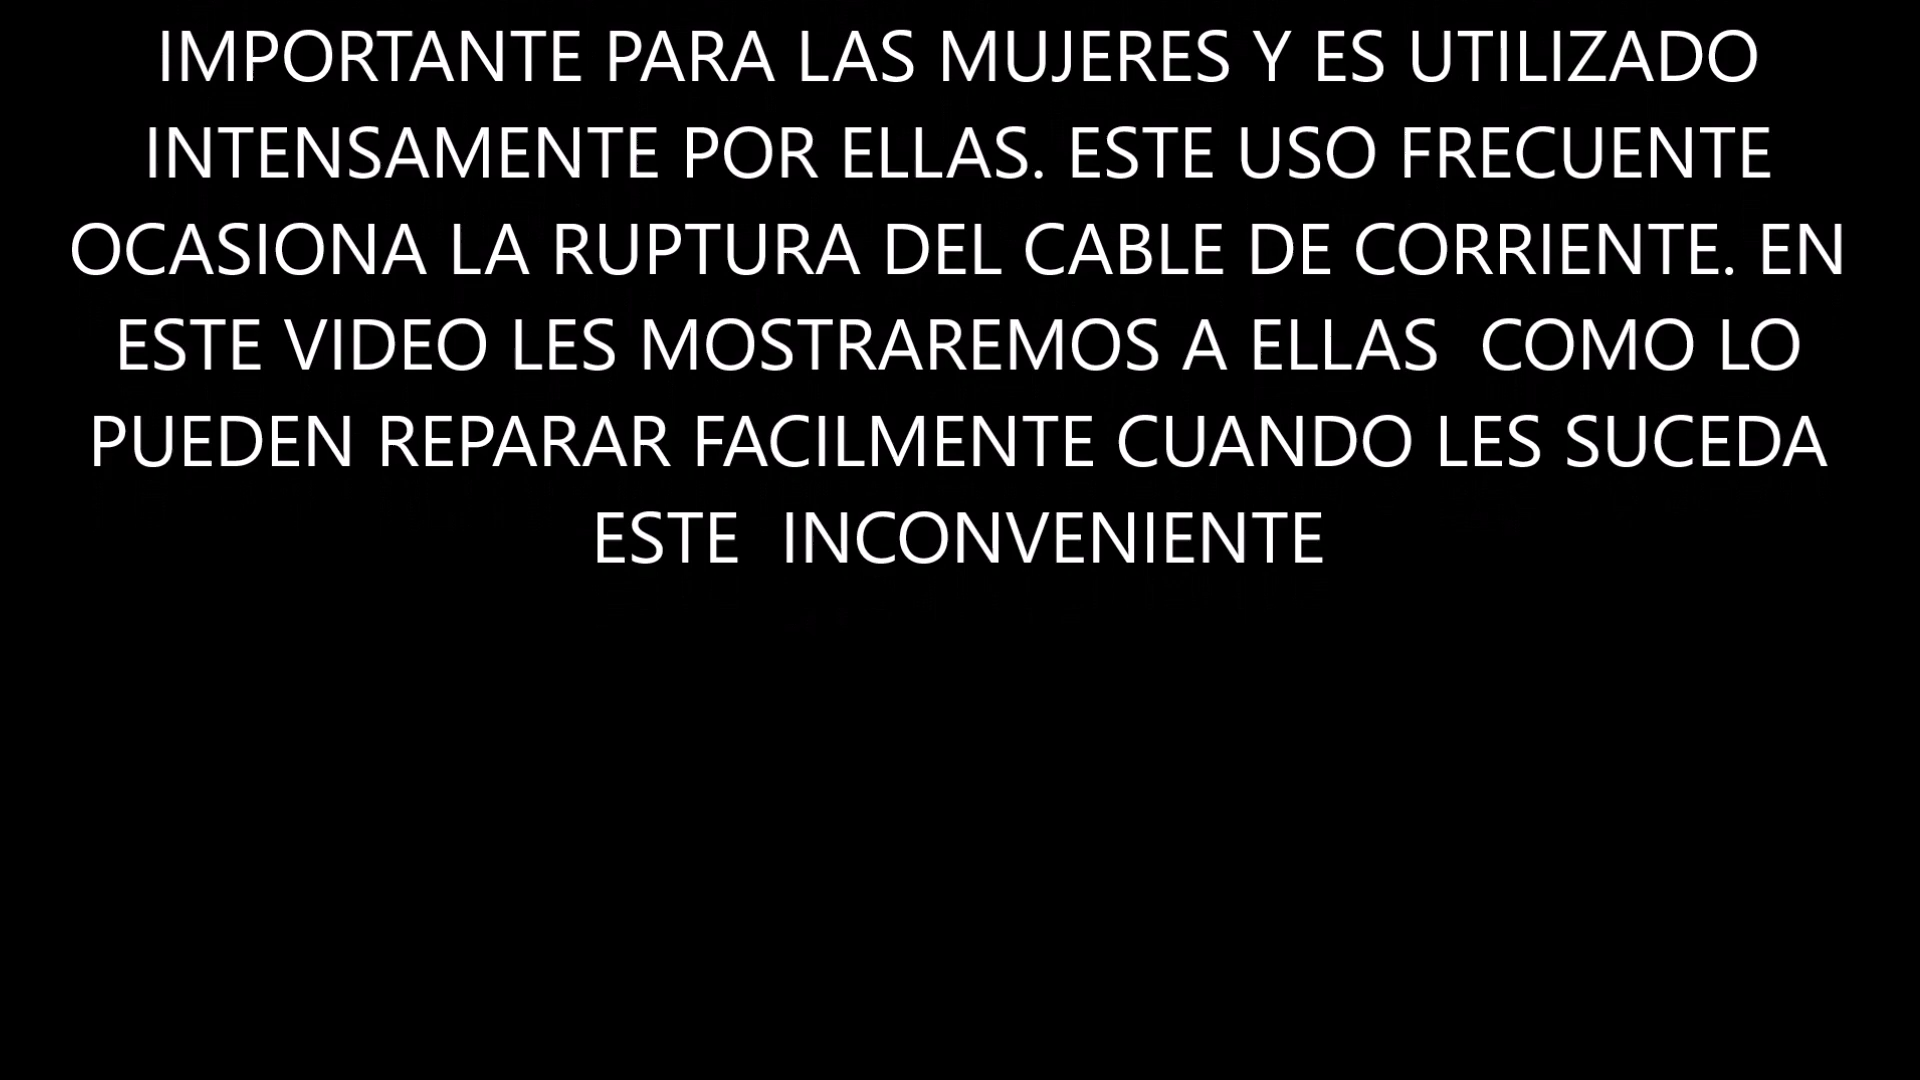 IMPORTANTE PARA LAS MUJERES Y ES UTILIZADO
INTENSAMENTE POR ELLAS. ESTE USO FRECUENTE
OCASIONA LA RUPTURA DEL CABLE DE CORRIENTE. EN
ESTE VIDEO LES MOSTRAREMOS A ELLAS  COMO LO
PUEDEN REPARAR FACILMENTE CUANDO LES SUCEDA
ESTE  INCONVENIENTE